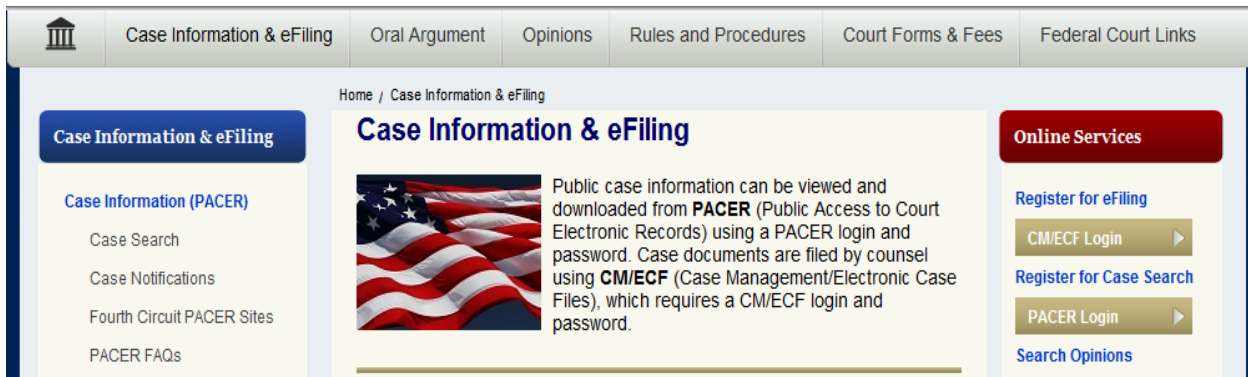 Case Information & eFiling
Oral Argument
Opinions
Rules and Procedures
Court Forms & Fees
Federal Court Links
Home / Case Information & eFiling
Case Information & eFiling
Case Information (PACER)
Case Search
Case Notifications
Fourth Circuit PACER Sites
PACER FAQs
Case Information & eFiling
Public case information can be viewed and
downloaded from PACER (Public Access to Court
Electronic Records) using a PACER login and
password. Case documents are filed by counsel
using CM/ECF (Case Management/Electronic Case
Files), which requires a CM/ECF login and
password.
Online Services
Register for eFiling
CM/ECF Login
Register for Case Search
PACER Login
Search Opinions